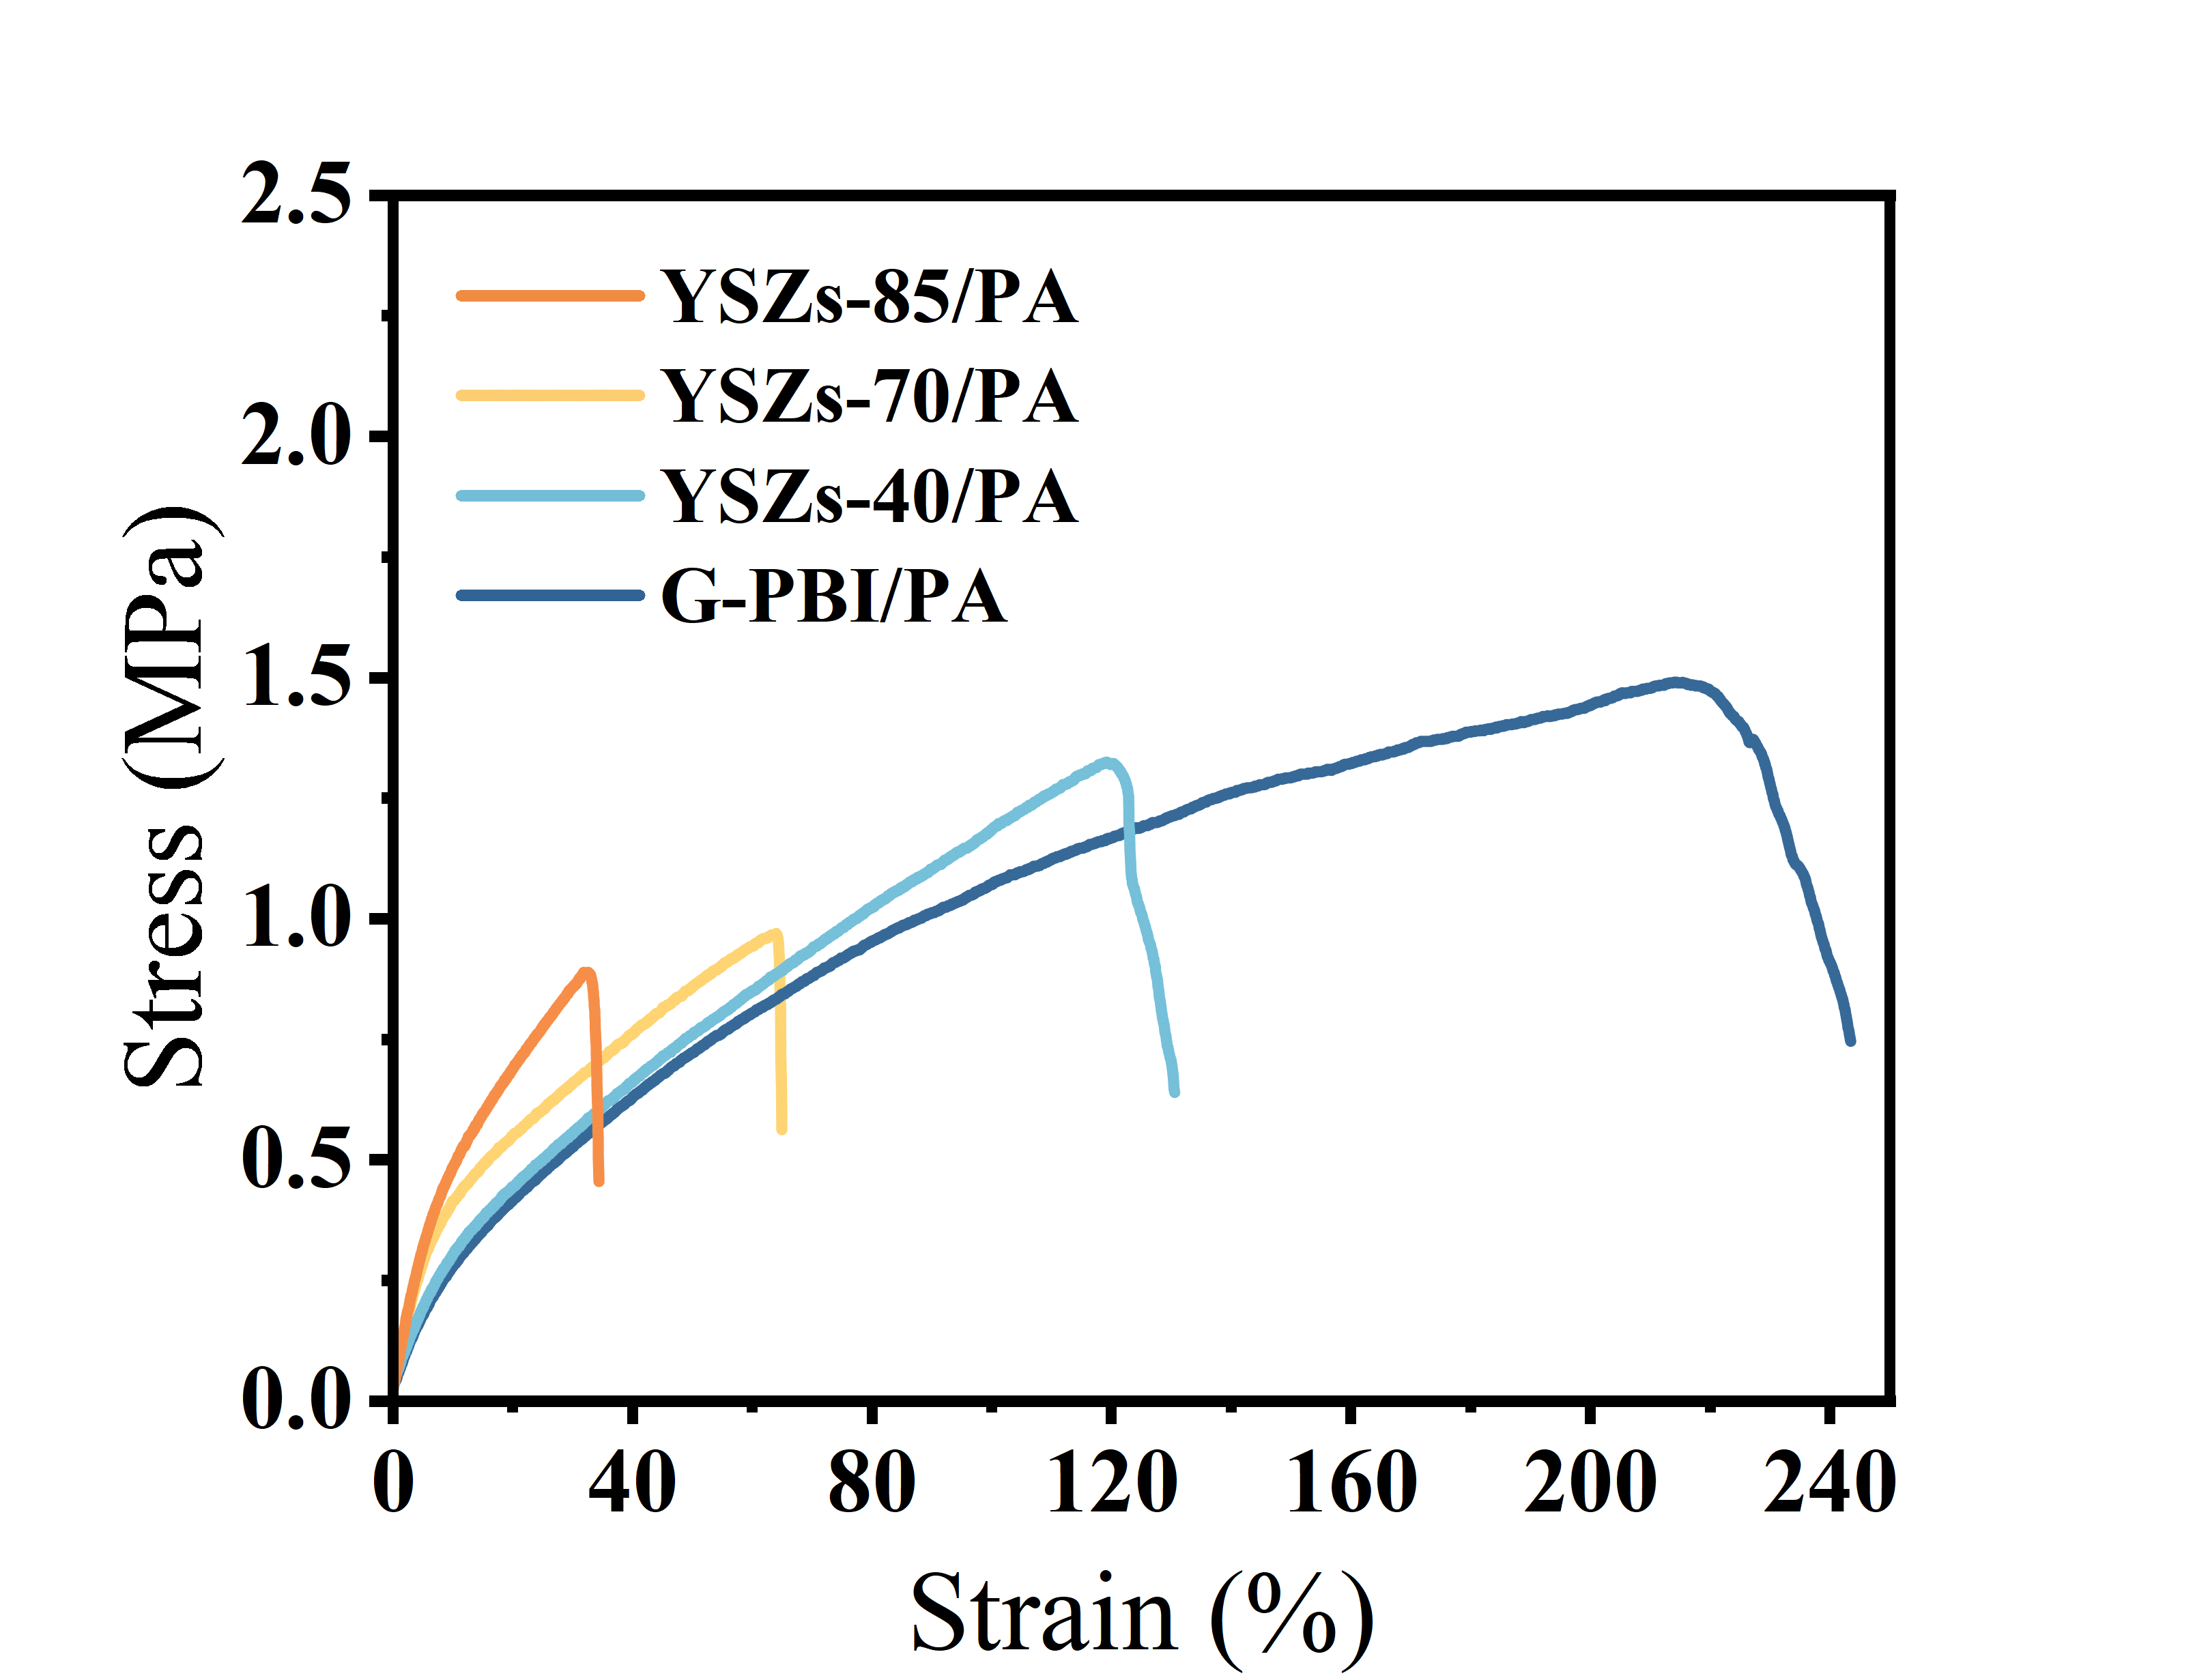 2.5
2.0
1.5
1.0
0.5
0.0
Stress (MPa)
YSZs-85/PA
YSZs-70/PA
YSZs-40/PA
G-PBI/PA
0 40 80 120 160 200 240
Strain (%)